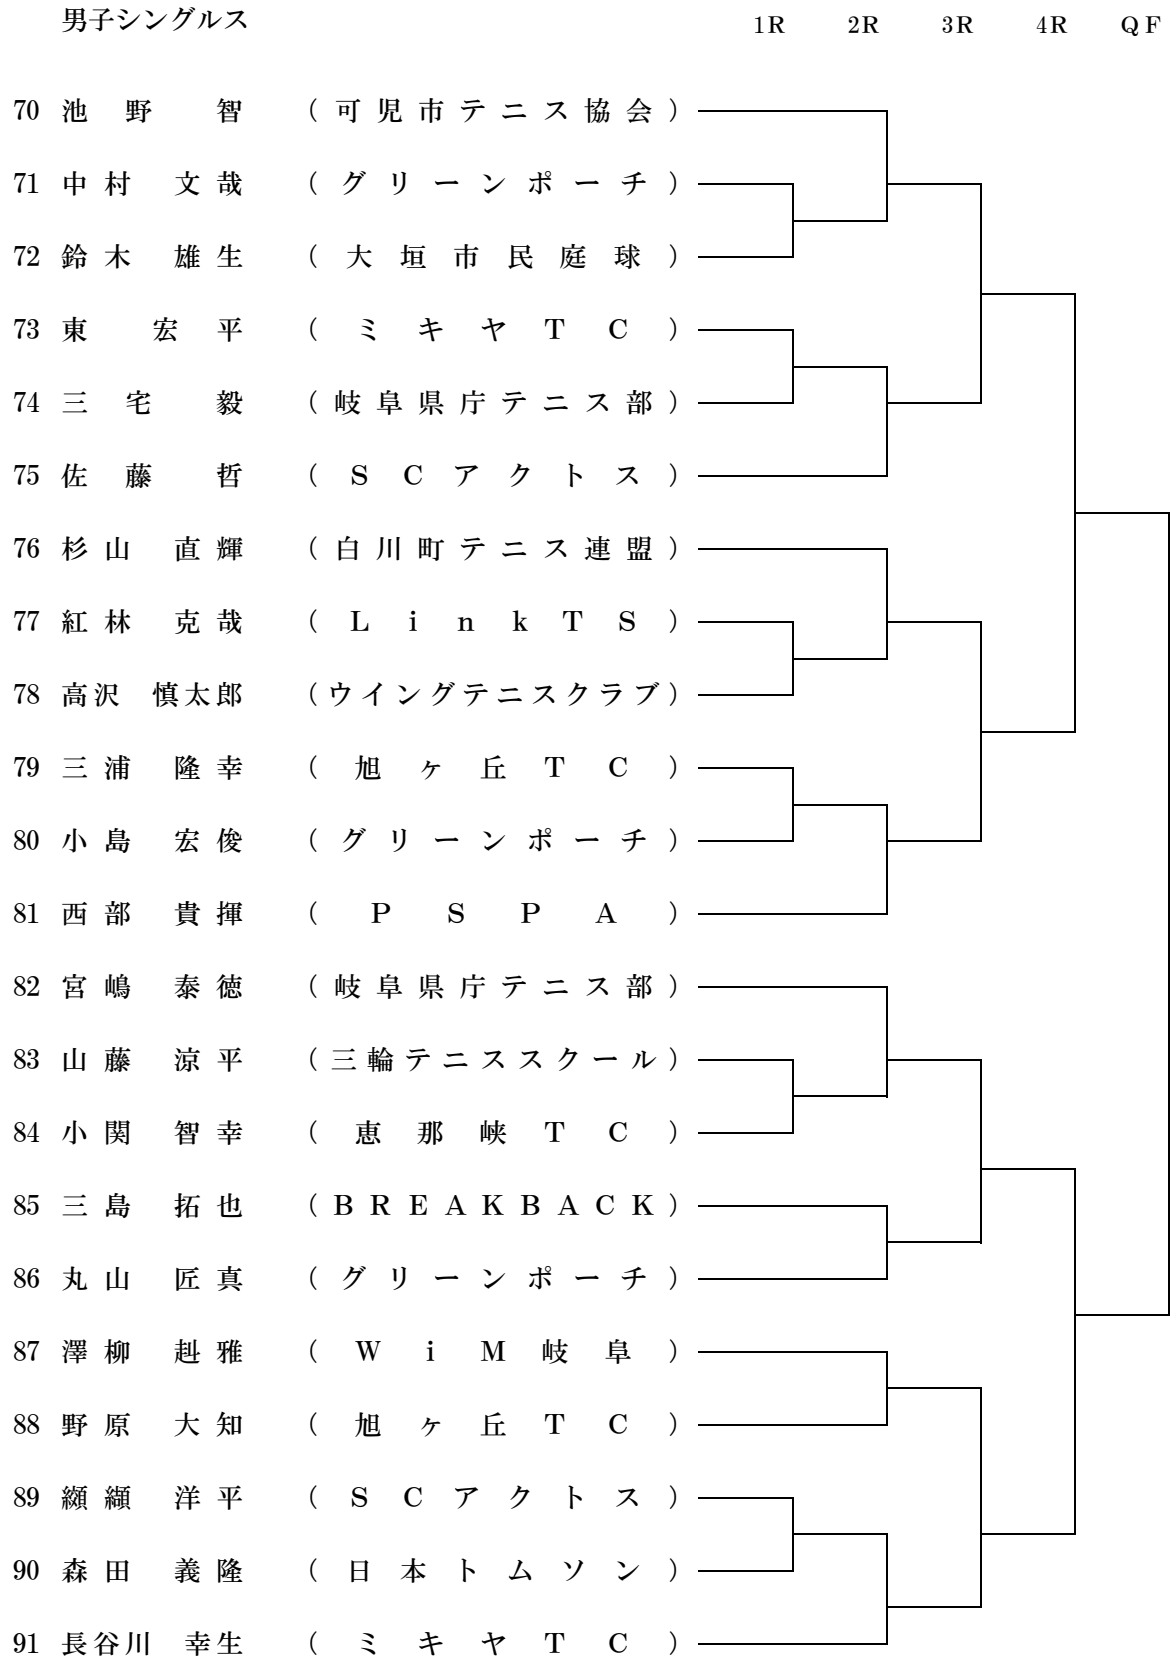 男子シングルス 1R 2R 3R 4R QF
70 池野 智 (可児市テニス協会)
71 中村 文哉 (グリーンポーチ)
72 鈴木 雄生 (大垣市民庭球)
73 東 宏平 (ミキヤTC)
74 三宅 毅 (岐阜県庁テニス部)
75 佐藤 哲 (SCアクトス)
76 杉山 直輝 (白川町テニス連盟)
77 紅林 克哉 (LinkTS)
78 高沢 慎太郎 (ウイングテニスクラブ)
79 三浦 隆幸 (旭ヶ丘TC)
80 小島 宏俊 (グリーンポーチ)
81 西部 貴揮 (PSPA)
82 宮嶋 泰徳 (岐阜県庁テニス部)
83 山藤 涼平 (三輪テニススクール)
84 小関 智幸 (恵那峡TC)
85 三島 拓也 (BREAKBACK)
86 丸山 匠真 (グリーンポーチ)
87 澤柳 赳雅 (WiM岐阜)
88 野原 大知 (旭ヶ丘TC)
89 纐纈 洋平 (SCアクトス)
90 森田 義隆 (日本トムソン)
91 長谷川 幸生 (ミキヤTC)